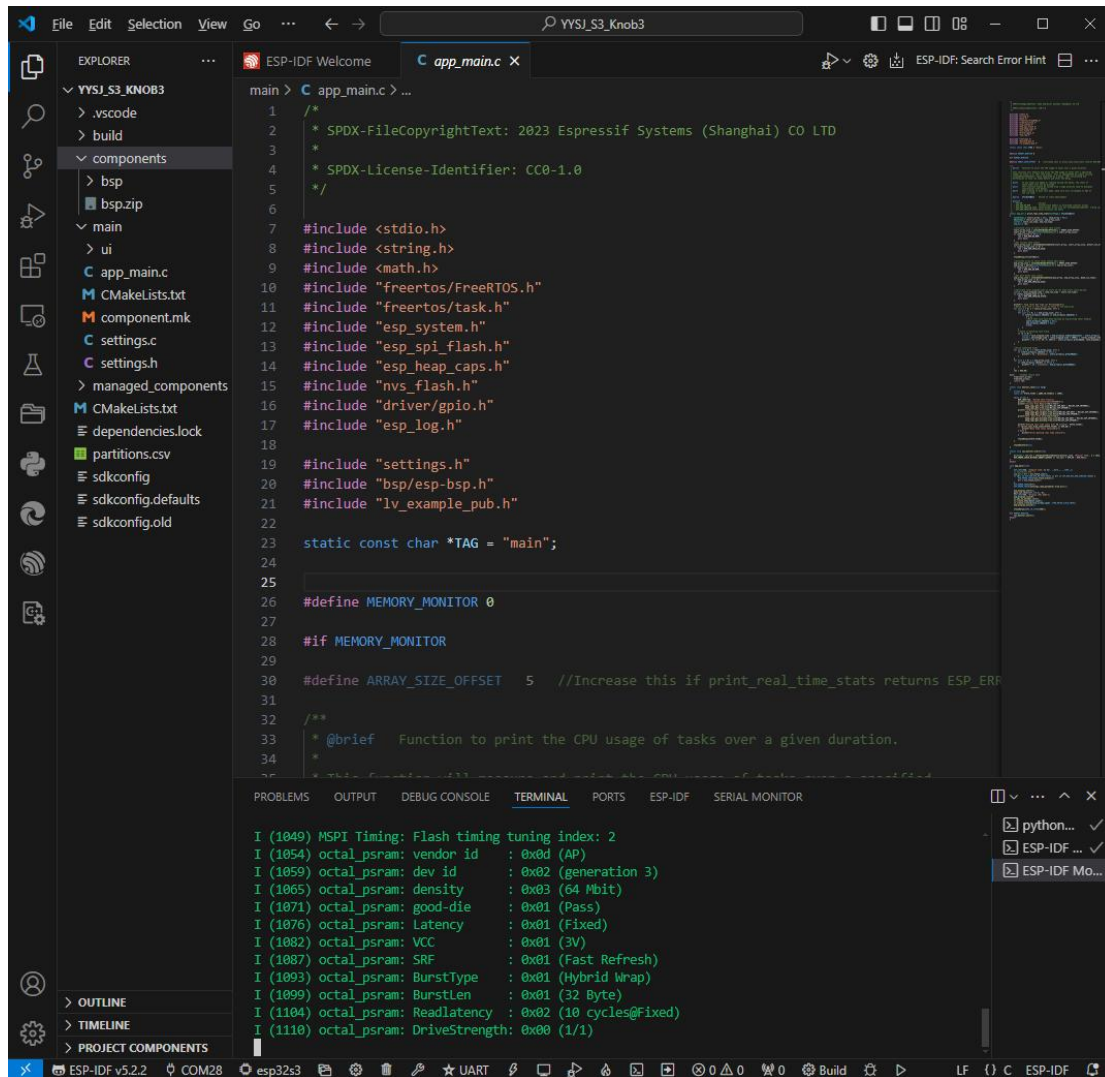 File Edit Selection View Go ··· YYSJ_S3_Knob3
EXPLORER
YYSJ_S3_KNOB3
.vscode
build
components
bsp
bsp.zip
main
ui
C app_main.c
M CMakeLists.txt
M component.mk
C settings.c
C settings.h
managed_components
M CMakeLists.txt
dependencies.lock
partitions.csv
sdkconfig
sdkconfig.defaults
sdkconfig.old
OUTLINE
TIMELINE
PROJECT COMPONENTS
ESP-IDF Welcome C app_main.c ESP-IDF: Search Error Hint
main > C app_main.c > ...
1 /*
2 * SPDX-FileCopyrightText: 2023 Espressif Systems (Shanghai) CO LTD
3 *
4 * SPDX-License-Identifier: CC0-1.0
5 */
6
7 #include <stdio.h>
8 #include <string.h>
9 #include <math.h>
10 #include "freertos/FreeRTOS.h"
11 #include "freertos/task.h"
12 #include "esp_system.h"
13 #include "esp_spi_flash.h"
14 #include "esp_heap_caps.h"
15 #include "nvs_flash.h"
16 #include "driver/gpio.h"
17 #include "esp_log.h"
18
19 #include "settings.h"
20 #include "bsp/esp-bsp.h"
21 #include "lv_example_pub.h"
22
23 static const char *TAG = "main";
24
25
26 #define MEMORY_MONITOR 0
27
28 #if MEMORY_MONITOR
29
30 #define ARRAY_SIZE_OFFSET 5 //Increase this if print_real_time_stats returns ESP_ERR
31
32 /**
33 * @brief Function to print the CPU usage of tasks over a given duration.
34 *
35 * This function will measure and print the CPU usage of tasks over a specified
PROBLEMS OUTPUT DEBUG CONSOLE TERMINAL PORTS ESP-IDF SERIAL MONITOR
I (1049) MSPI Timing: Flash timing tuning index: 2
I (1054) octal_psram: vendor id : 0x0d (AP)
I (1059) octal_psram: dev id : 0x02 (generation 3)
I (1065) octal_psram: density : 0x03 (64 Mbit)
I (1071) octal_psram: good-die : 0x01 (Pass)
I (1076) octal_psram: Latency : 0x01 (Fixed)
I (1082) octal_psram: VCC : 0x01 (3V)
I (1087) octal_psram: SRF : 0x01 (Fast Refresh)
I (1093) octal_psram: BurstType : 0x01 (Hybrid Wrap)
I (1099) octal_psram: BurstLen : 0x01 (32 Byte)
I (1104) octal_psram: Readlatency : 0x02 (10 cycles@Fixed)
I (1110) octal_psram: DriveStrength: 0x00 (1/1)
python...
ESP-IDF ...
ESP-IDF Mo...
ESP-IDF v5.2.2 COM28 esp32s3 UART 0 0 0 Build LF {} C ESP-IDF